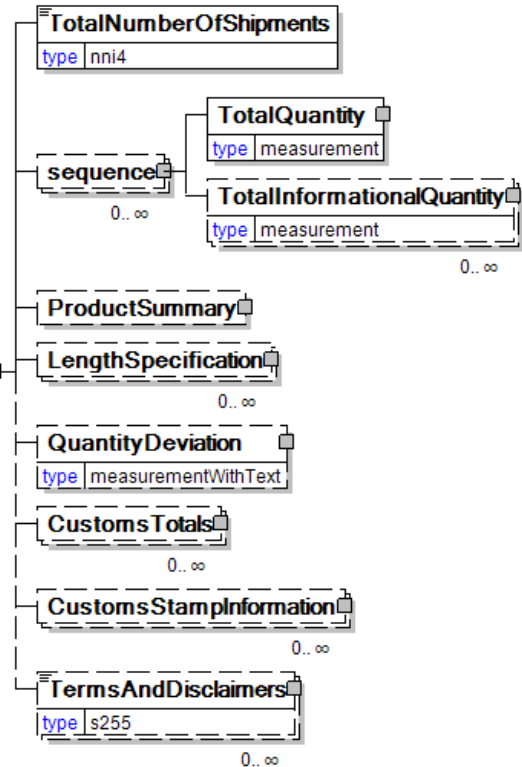 TotalNumberOfShipments
type nni4
TotalQuantity
type measurement
sequence
0.. ∞
TotalInformationalQuantity
type measurement
0.. ∞
ProductSummary
LengthSpecification
0.. ∞
QuantityDeviation
type measurementWithText
CustomsTotals
0.. ∞
CustomsStampInformation
0.. ∞
TermsAndDisclaimers
type s255
0.. ∞